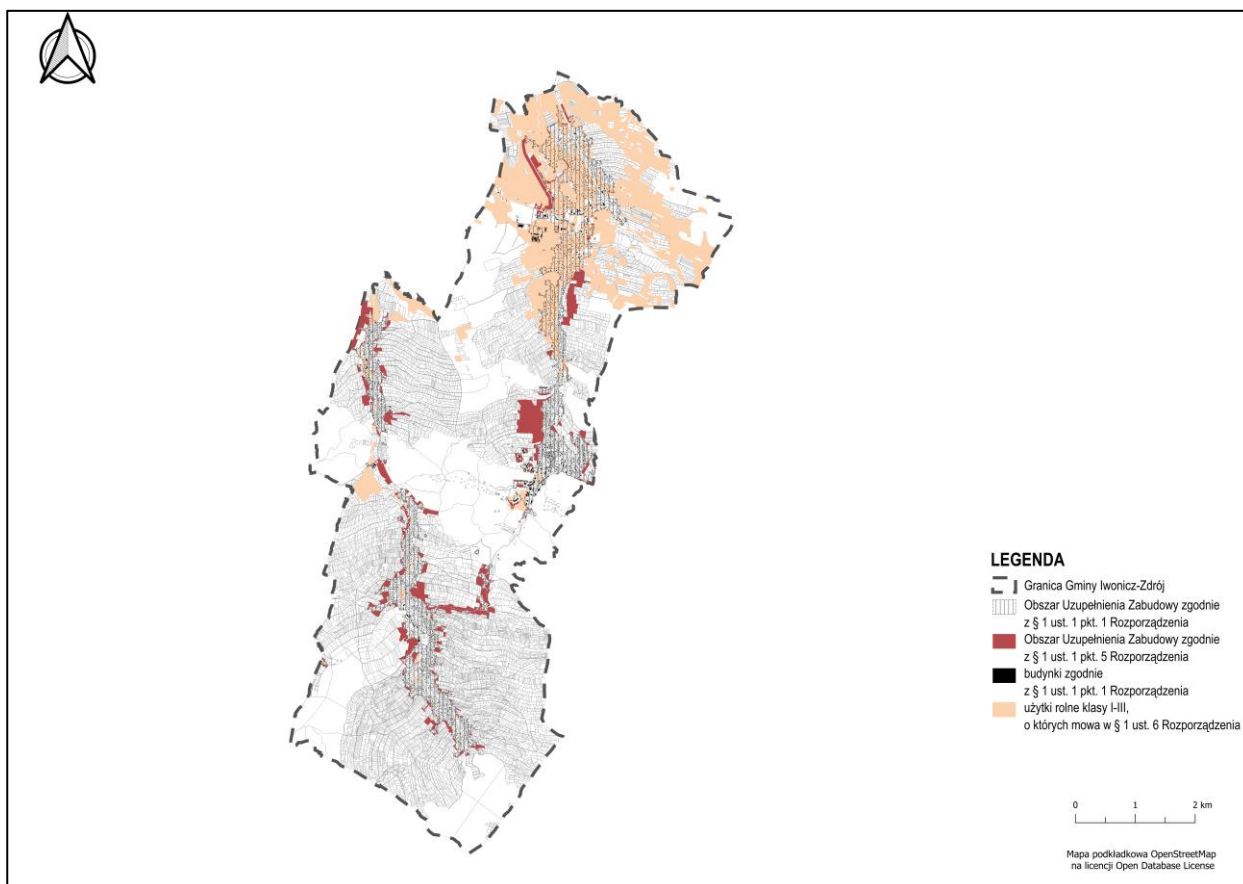 LEGENDA
Granica Gminy Iwonicz-Zdrój
Obszar Uzupełnienia Zabudowy zgodnie
z § 1 ust. 1 pkt. 1 Rozporządzenia
Obszar Uzupełnienia Zabudowy zgodnie
z § 1 ust. 1 pkt. 5 Rozporządzenia
budynki zgodnie
z § 1 ust. 1 pkt. 1 Rozporządzenia
użytki rolne klasy I-III,
o których mowa w § 1 ust. 6 Rozporządzenia
0 1 2 km
Mapa podkładkowa OpenStreetMap
na licencji Open Database License